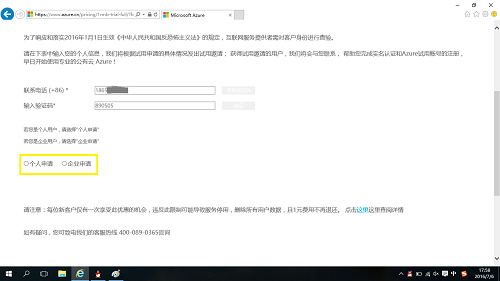 https://www.azure.cn/pricing/1rmb-trial-full/?fo
Microsoft Azure
为了响应和落实2016年1月1日生效《中华人民共和国反恐怖主义法》的规定，互联网服务提供者需对客户身份进行查验。
请在下表中输入您的个人信息，我们将根据试用申请的具体情况发出试用邀请； 获得试用邀请的用户，我们将会与您联系， 帮助您完成实名认证和Azure试用账号的注册，
早日开始使用专业的公有云 Azure！
联系电话 (+86) *
1865
输入验证码*
890505
若您是个人用户，请选择"个人申请"
若您是企业用户，请选择"企业申请"
个人申请 企业申请
请注意：每位新客户仅有一次享受此优惠的机会，违反此限制可能导致服务停用，删除所有用户数据，且1元费用不再退还。 点击这里这里查阅详情
如有疑问，您可致电我们的客服热线 400-089-0365咨询
17:58
2016/7/6